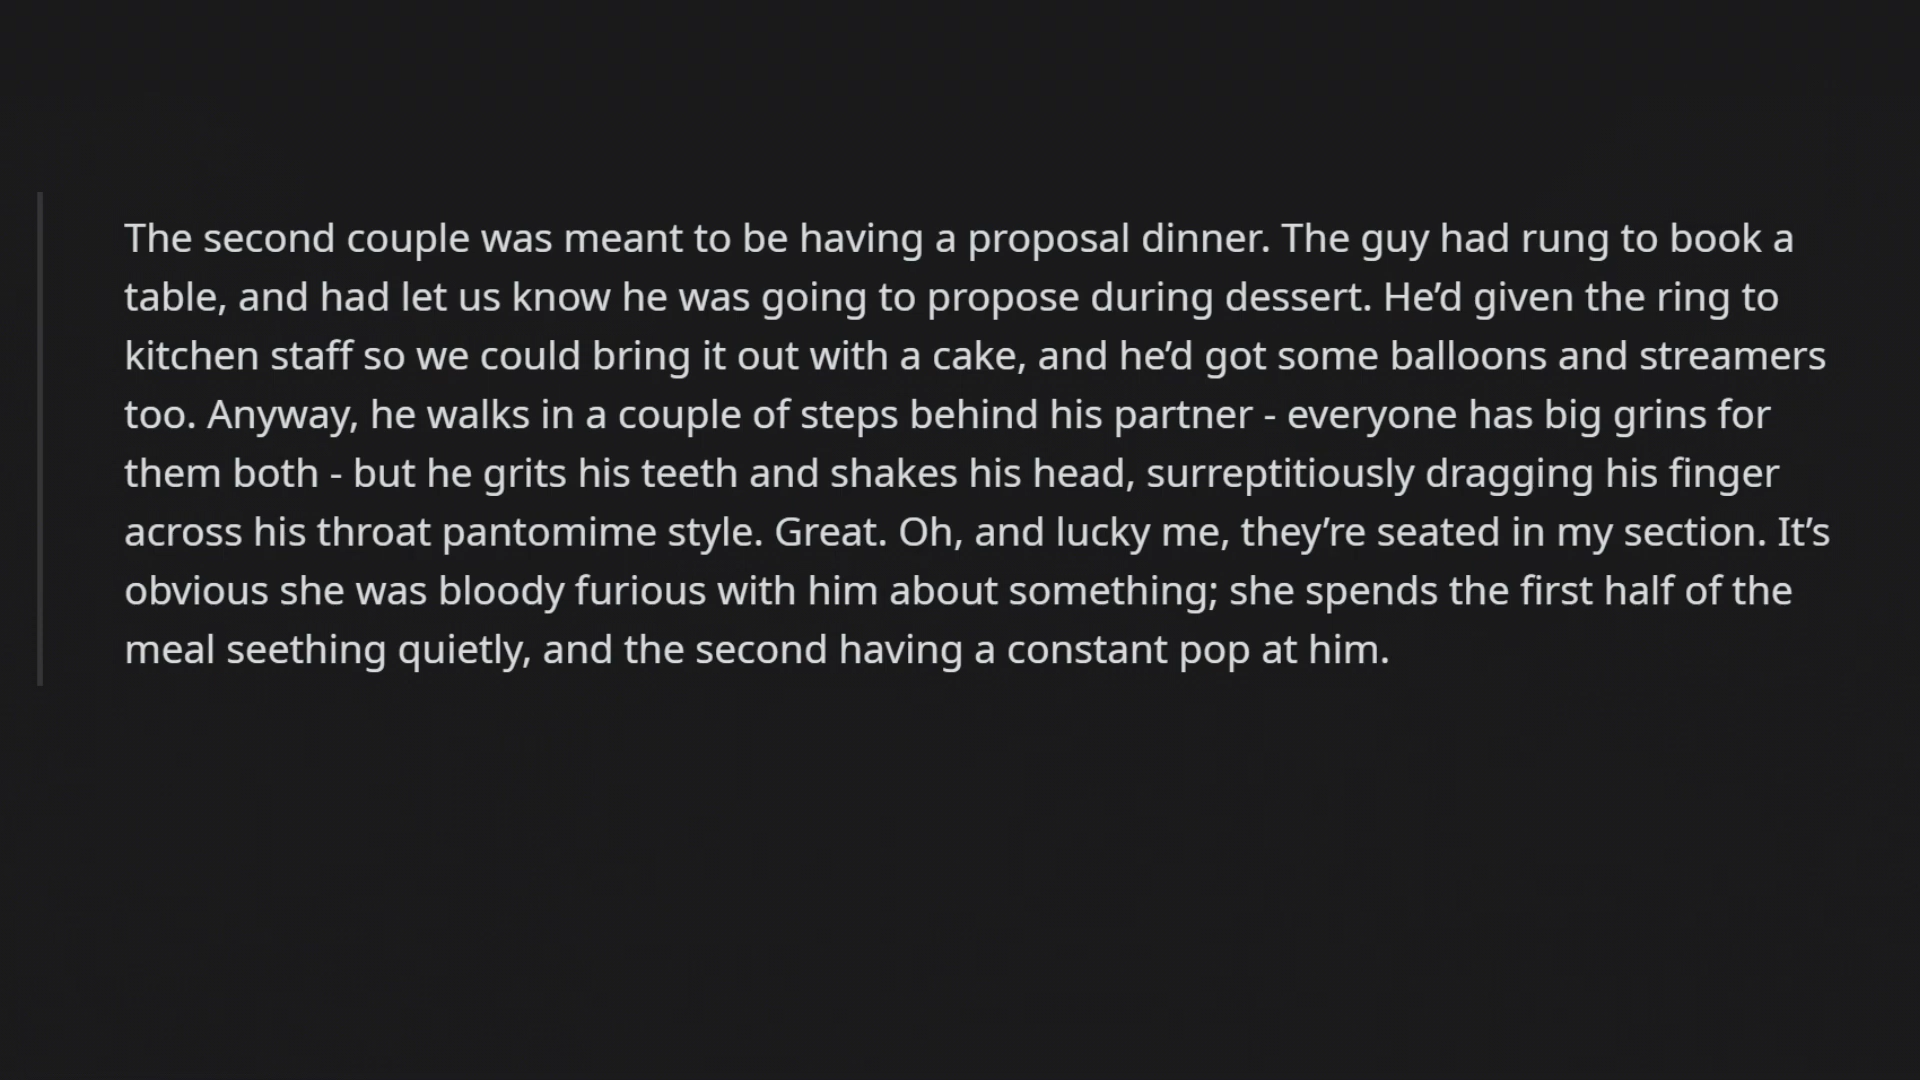 The second couple was meant to be having a proposal dinner. The guy had rung to book a
table, and had let us know he was going to propose during dessert. He’d given the ring to
kitchen staff so we could bring it out with a cake, and he’d got some balloons and streamers
too. Anyway, he walks in a couple of steps behind his partner - everyone has big grins for
them both - but he grits his teeth and shakes his head, surreptitiously dragging his finger
across his throat pantomime style. Great. Oh, and lucky me, they’re seated in my section. It’s
obvious she was bloody furious with him about something; she spends the first half of the
meal seething quietly, and the second having a constant pop at him.